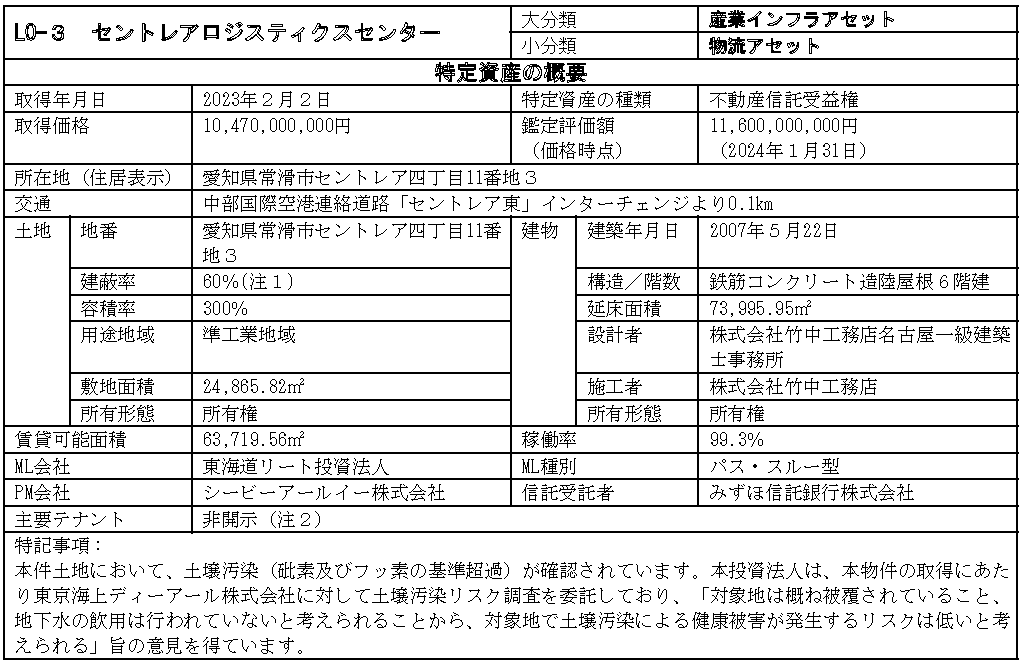 LO-3　セントレアロジスティクスセンター
大分類　産業インフラアセット
小分類　物流アセット
特定資産の概要
取得年月日　2023年２月２日　特定資産の種類　不動産信託受益権
取得価格　10,470,000,000円　鑑定評価額　11,600,000,000円
（価格時点）　（2024年１月31日）
所在地（住居表示）　愛知県常滑市セントレア四丁目11番地３
交通　中部国際空港連絡道路「セントレア東」インターチェンジより0.1km
土地　地番　愛知県常滑市セントレア四丁目11番　建物　建築年月日　2007年５月22日
地３
建蔽率　60%(注１)　構造／階数　鉄筋コンクリート造陸屋根６階建
容積率　300%　延床面積　73,995.95㎡
用途地域　準工業地域　設計者　株式会社竹中工務店名古屋一級建築
士事務所
敷地面積　24,865.82㎡　施工者　株式会社竹中工務店
所有形態　所有権　所有形態　所有権
賃貸可能面積　63,719.56㎡　稼働率　99.3%
ML会社　東海道リート投資法人　ML種別　パス・スルー型
PM会社　シービーアールイー株式会社　信託受託者　みずほ信託銀行株式会社
主要テナント　非開示（注２）
特記事項：
本件土地において、土壌汚染（砒素及びフッ素の基準超過）が確認されています。本投資法人は、本物件の取得にあた
り東京海上ディーアール株式会社に対して土壌汚染リスク調査を委託しており、「対象地は概ね被覆されていること、
地下水の飲用は行われていないと考えられることから、対象地で土壌汚染による健康被害が発生するリスクは低いと考
えられる」旨の意見を得ています。